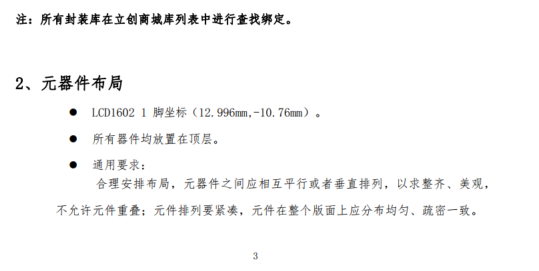 注：所有封装库在立创商城库列表中进行查找绑定。
2、元器件布局
● LCD1602 1 脚坐标（12.996mm,-10.76mm）。
● 所有器件均放置在顶层。
● 通用要求：
合理安排布局，元器件之间应相互平行或者垂直排列，以求整齐、美观，
不允许元件重叠；元件排列要紧凑，元件在整个版面上应分布均匀、疏密一致。
3